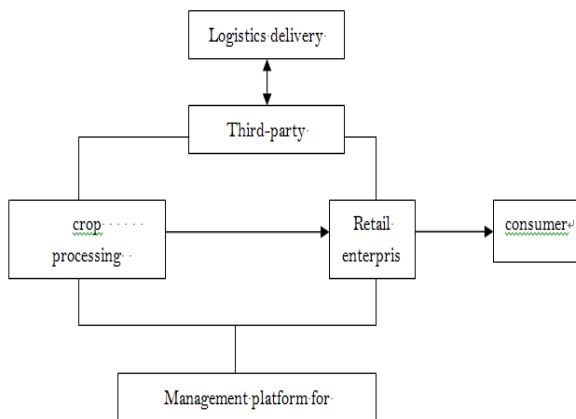 Logistics delivery
Third-party
crop
processing
Retail
enterpris
consumer
Management platform for